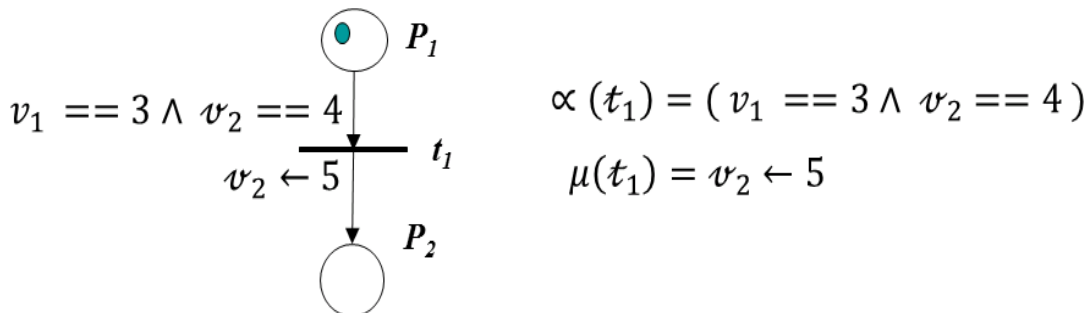 P₁
v₁ == 3 ∧ 𝓋₂ == 4
∝ (t₁) = ( v₁ == 3 ∧ 𝓋₂ == 4 )
t₁
𝓋₂ ← 5
μ(t₁) = 𝓋₂ ← 5
P₂